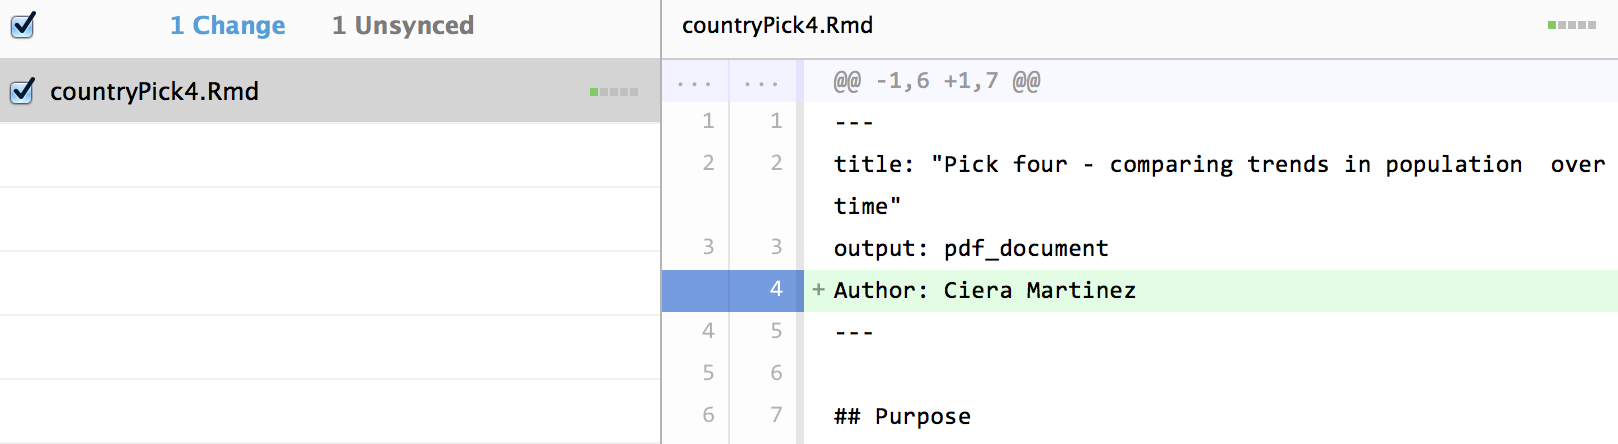 1 Change 1 Unsynced
countryPick4.Rmd
countryPick4.Rmd
... ... @@ -1,6 +1,7 @@
1 1 ---
2 2 title: "Pick four - comparing trends in population  over
time"
3 3 output: pdf_document
4 + Author: Ciera Martinez
4 5 ---
5 6
6 7 ## Purpose